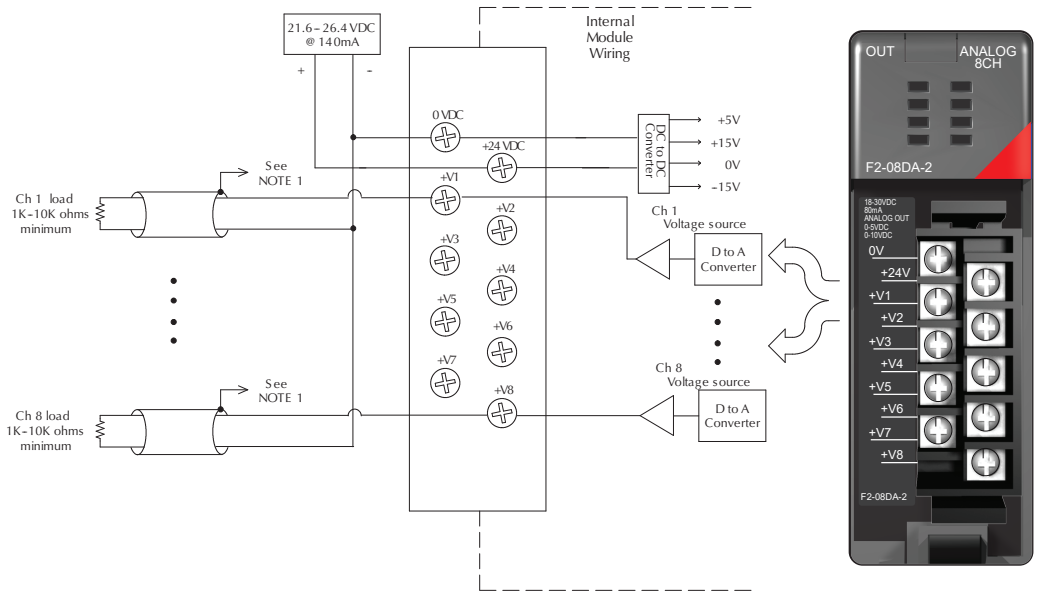 21.6-26.4 VDC
@ 140mA
+
-
Internal
Module
Wiring
0 VDC
+24 VDC
DC to DC
Converter
+5V
+15V
0V
-15V
See
NOTE 1
Ch 1 load
1K-10K ohms
minimum
+V1
+V2
+V3
+V4
+V5
+V6
+V7
+V8
Ch 1
Voltage source
D to A
Converter
Ch 8
Voltage source
D to A
Converter
See
NOTE 1
Ch 8 load
1K-10K ohms
minimum
OUT
ANALOG
8CH
F2-08DA-2
18-30VDC
80mA
ANALOG OUT
0-5VDC
0-10VDC
0V
+24V
+V1
+V2
+V3
+V4
+V5
+V6
+V7
+V8
F2-08DA-2